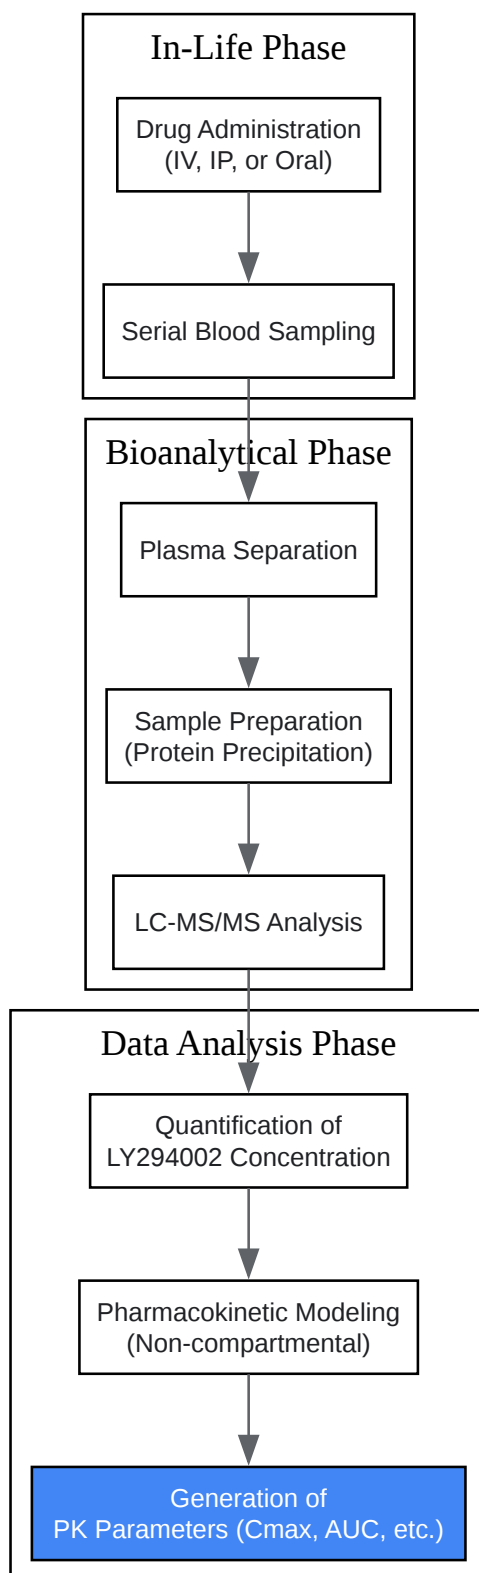 In-Life Phase
Drug Administration
(IV, IP, or Oral)
Serial Blood Sampling
Bioanalytical Phase
Plasma Separation
Sample Preparation
(Protein Precipitation)
LC-MS/MS Analysis
Data Analysis Phase
Quantification of
LY294002 Concentration
Pharmacokinetic Modeling
(Non-compartmental)
Generation of
PK Parameters (Cmax, AUC, etc.)